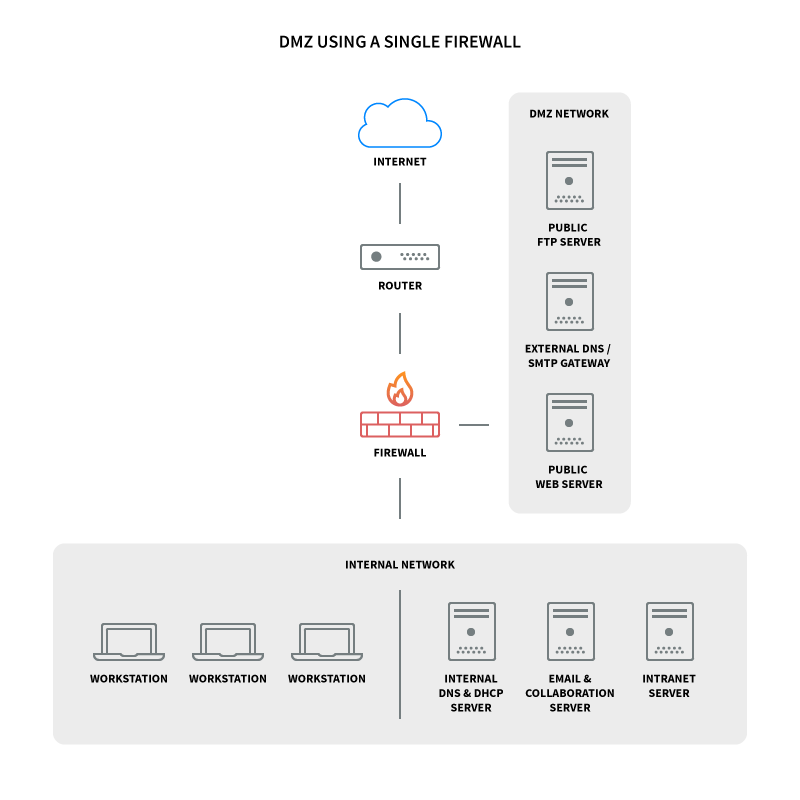 DMZ USING A SINGLE FIREWALL
INTERNET
ROUTER
FIREWALL
DMZ NETWORK
PUBLIC
FTP SERVER
EXTERNAL DNS /
SMTP GATEWAY
PUBLIC
WEB SERVER
INTERNAL NETWORK
WORKSTATION
WORKSTATION
WORKSTATION
INTERNAL
DNS & DHCP
SERVER
EMAIL &
COLLABORATION
SERVER
INTRANET
SERVER